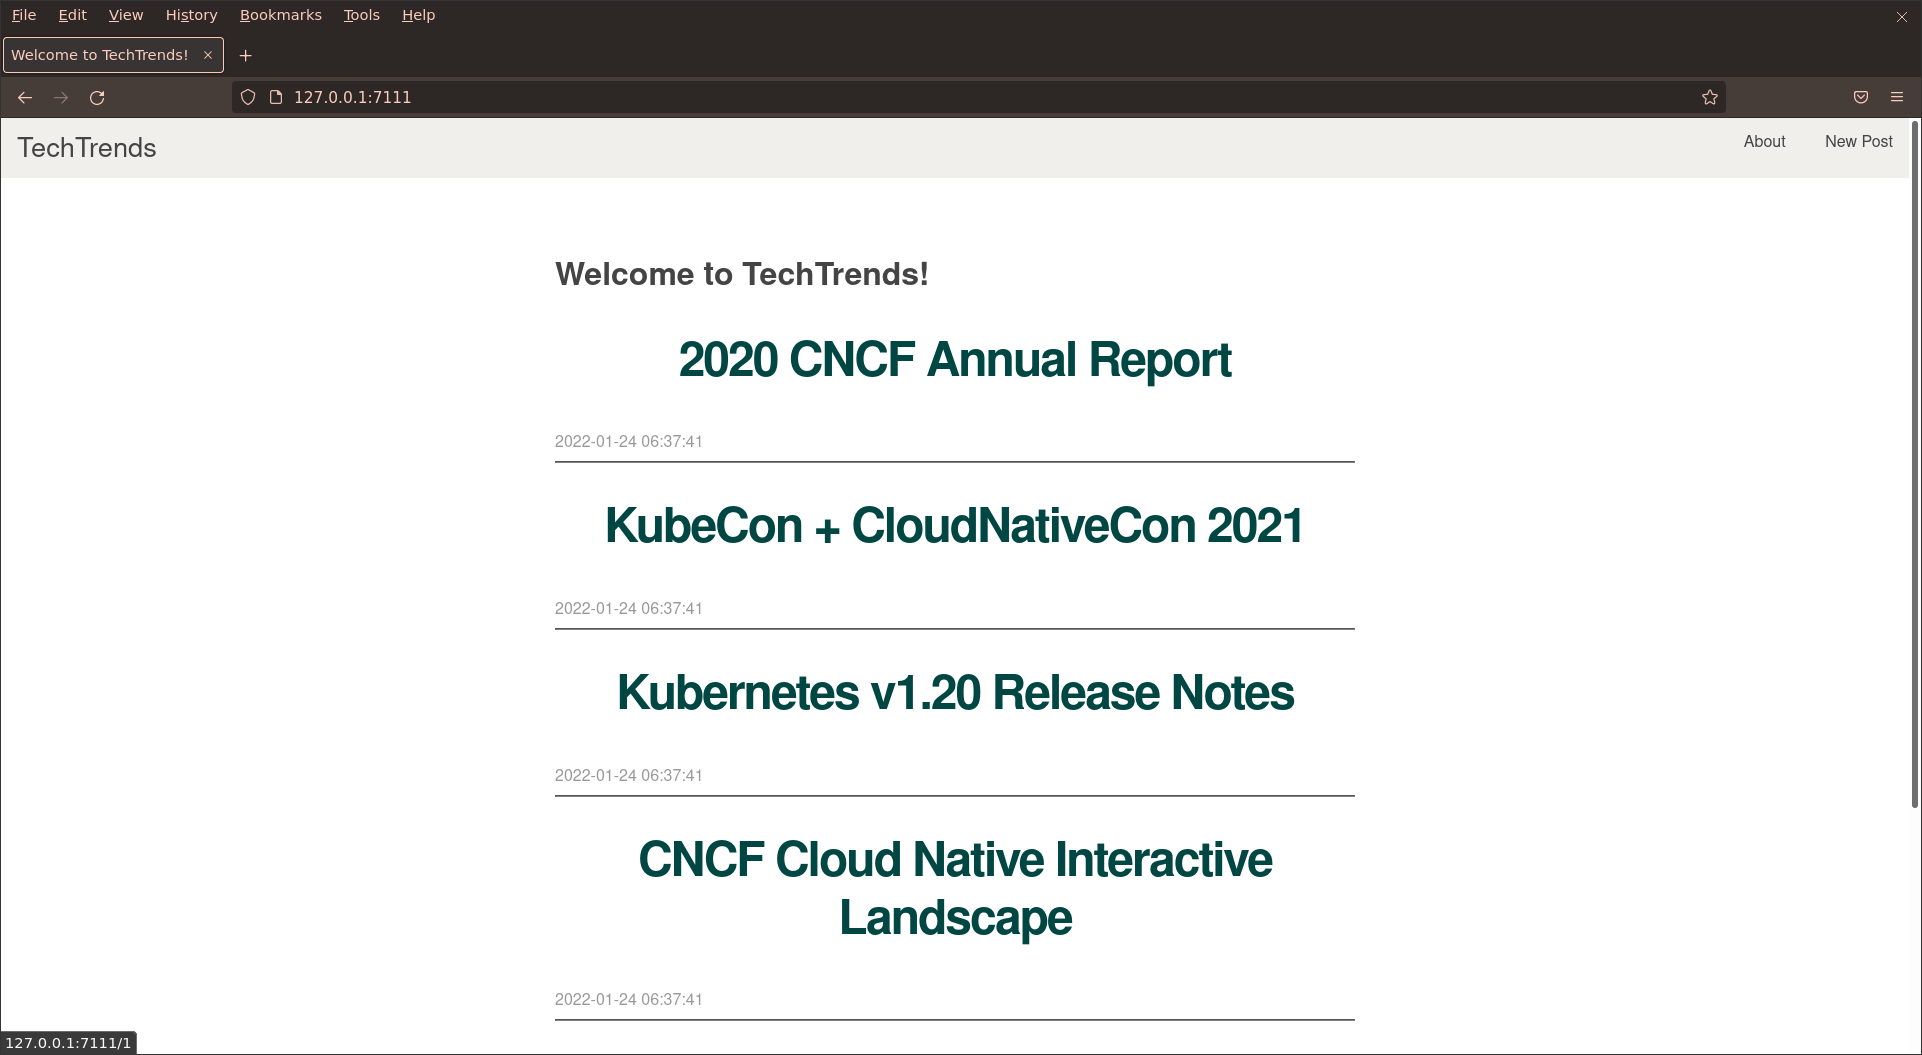 File Edit View History Bookmarks Tools Help
Welcome to TechTrends!
127.0.0.1:7111
TechTrends
About New Post
Welcome to TechTrends!
2020 CNCF Annual Report
2022-01-24 06:37:41
KubeCon + CloudNativeCon 2021
2022-01-24 06:37:41
Kubernetes v1.20 Release Notes
2022-01-24 06:37:41
CNCF Cloud Native Interactive
Landscape
2022-01-24 06:37:41
127.0.0.1:7111/1